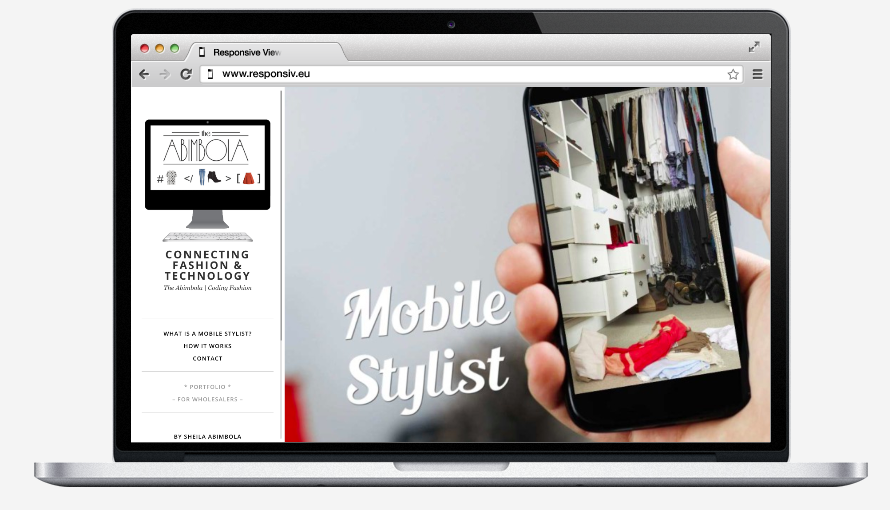 Responsive View
www.responsiv.eu
the
ABIMBOLA
# </ > [ ]
CONNECTING
FASHION &
TECHNOLOGY
The Abimbola | Coding Fashion
WHAT IS A MOBILE STYLIST?
HOW IT WORKS
CONTACT
* PORTFOLIO *
- FOR WHOLESALERS -
BY SHEILA ABIMBOLA
Mobile
Stylist